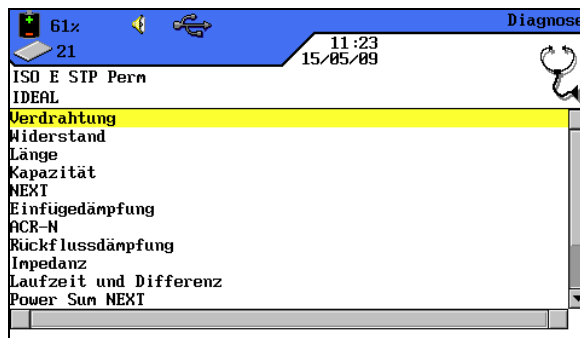 61% Diagnose
21 11:23
15/05/09
ISO E STP Perm
IDEAL
Verdrahtung
Widerstand
Länge
Kapazität
NEXT
Einfügedämpfung
ACR-N
Rückflussdämpfung
Impedanz
Laufzeit und Differenz
Power Sum NEXT